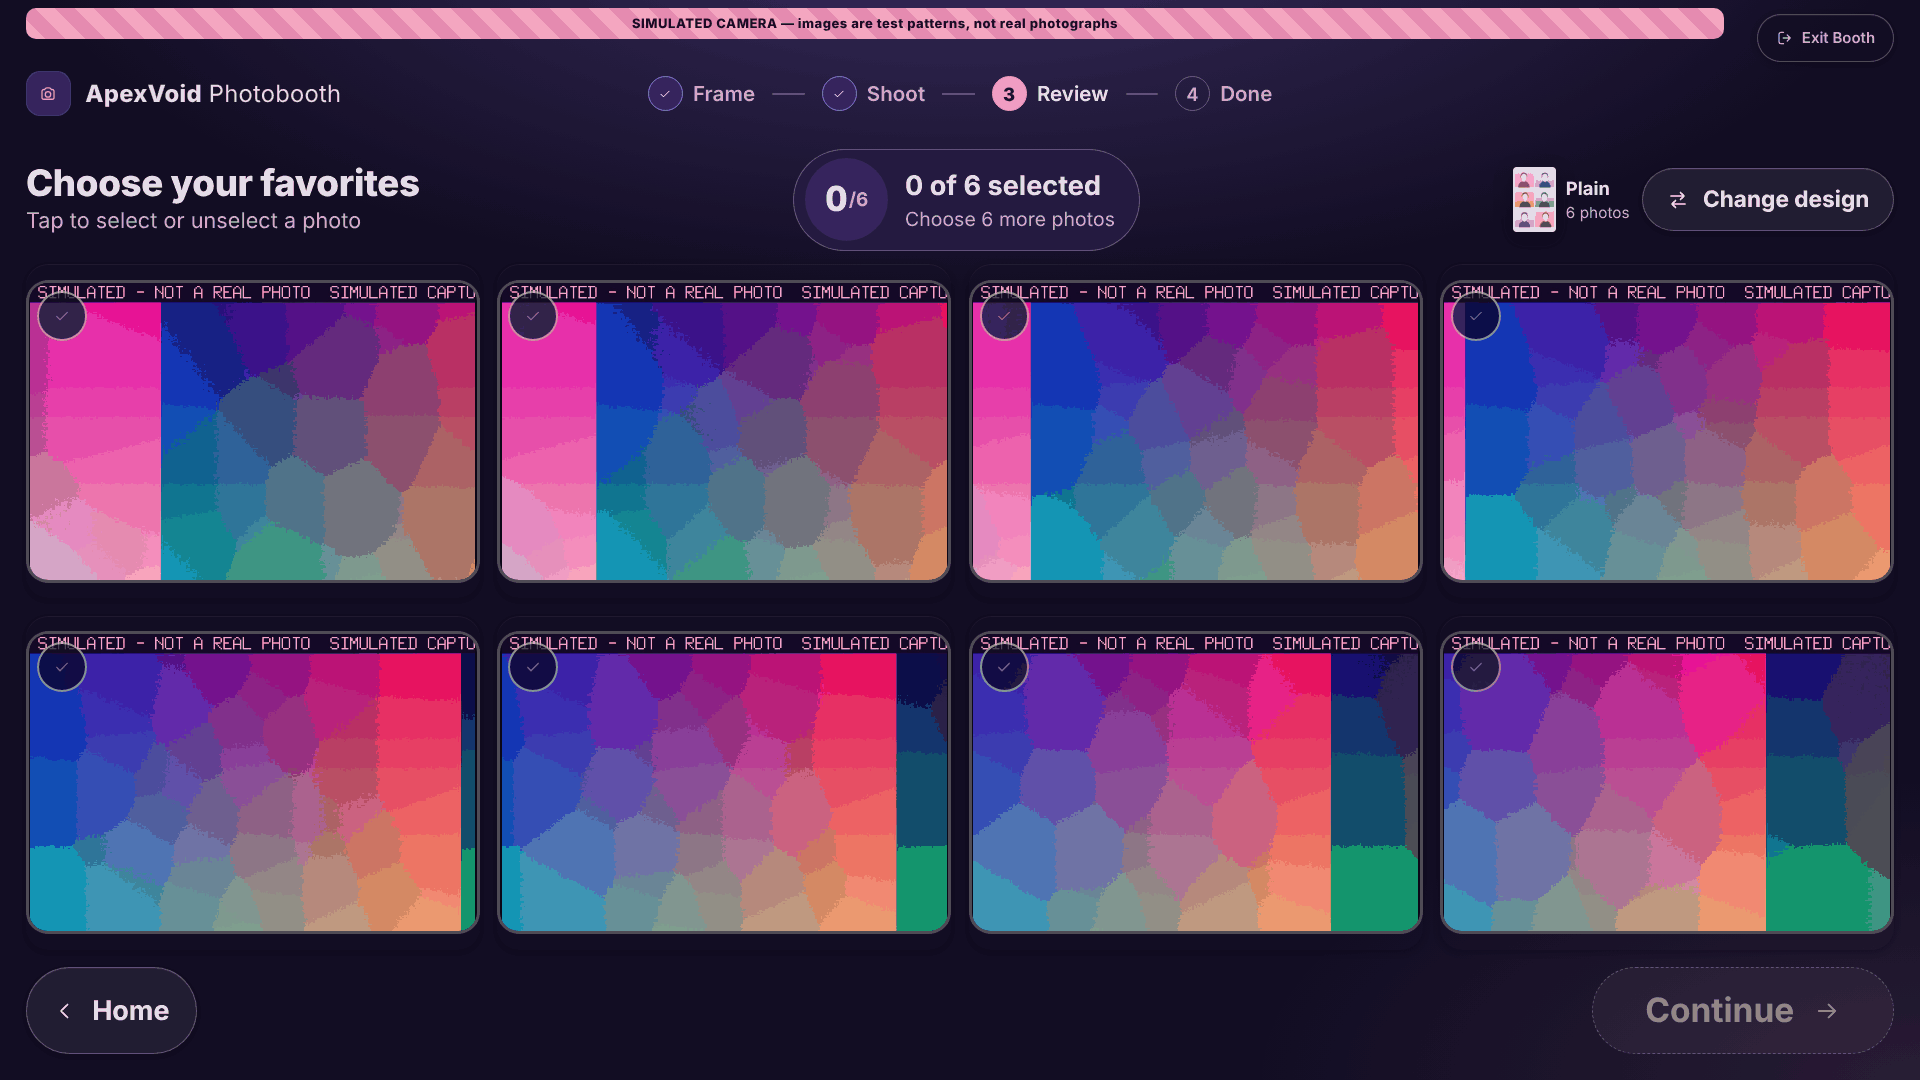 SIMULATED CAMERA — images are test patterns, not real photographs
Exit Booth
ApexVoid Photobooth
Frame
Shoot
3 Review
4 Done
Choose your favorites
Tap to select or unselect a photo
0/6
0 of 6 selected
Choose 6 more photos
Plain
6 photos
Change design
SIMULATED - NOT A REAL PHOTO SIMULATED CAPTU
SIMULATED - NOT A REAL PHOTO SIMULATED CAPTU
SIMULATED - NOT A REAL PHOTO SIMULATED CAPTU
SIMULATED - NOT A REAL PHOTO SIMULATED CAPTU
SIMULATED - NOT A REAL PHOTO SIMULATED CAPTU
SIMULATED - NOT A REAL PHOTO SIMULATED CAPTU
SIMULATED - NOT A REAL PHOTO SIMULATED CAPTU
SIMULATED - NOT A REAL PHOTO SIMULATED CAPTU
Home
Continue